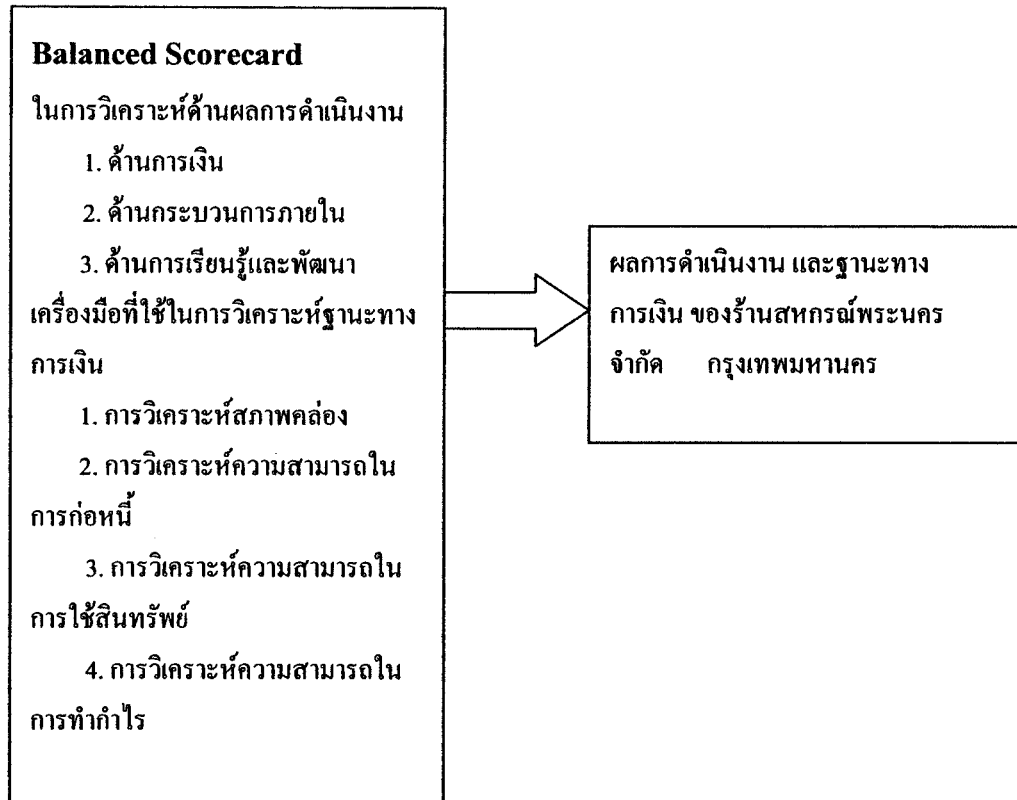 Balanced Scorecard
ในการวิเคราะห์ด้านผลการดำเนินงาน
1. ด้านการเงิน
2. ด้านกระบวนการภายใน
3. ด้านการเรียนรู้และพัฒนา
เครื่องมือที่ใช้ในการวิเคราะห์ฐานะทาง
การเงิน
1. การวิเคราะห์สภาพคล่อง
2. การวิเคราะห์ความสามารถใน
การก่อหนี้
3. การวิเคราะห์ความสามารถใน
การใช้สินทรัพย์
4. การวิเคราะห์ความสามารถใน
การทำกำไร
ผลการดำเนินงาน และฐานะทาง
การเงิน ของร้านสหกรณ์พระนคร
จำกัด กรุงเทพมหานคร